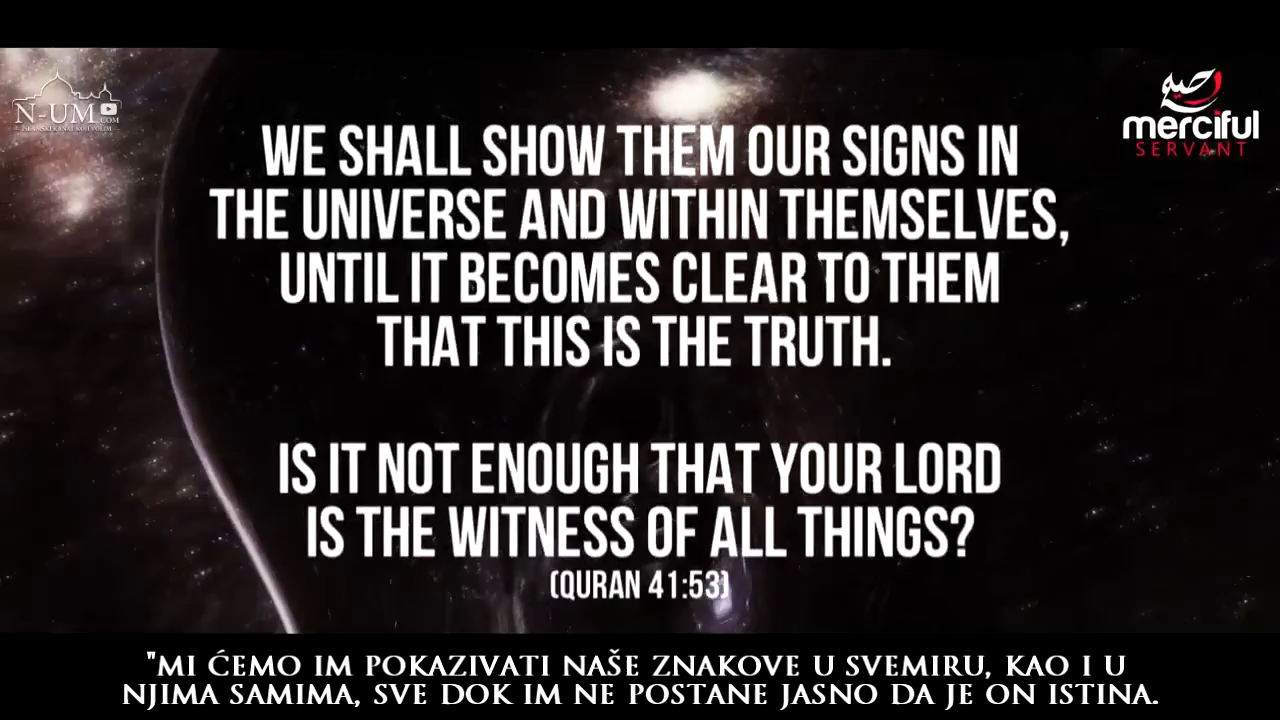 N-UM
.COM
رحيم
merciful
SERVANT
WE SHALL SHOW THEM OUR SIGNS IN
THE UNIVERSE AND WITHIN THEMSELVES,
UNTIL IT BECOMES CLEAR TO THEM
THAT THIS IS THE TRUTH.
IS IT NOT ENOUGH THAT YOUR LORD
IS THE WITNESS OF ALL THINGS?
(QURAN 41:53)
"MI ĆEMO IM POKAZIVATI NAŠE ZNAKOVE U SVEMIRU, KAO I U
NJIMA SAMIMA, SVE DOK IM NE POSTANE JASNO DA JE ON ISTINA.